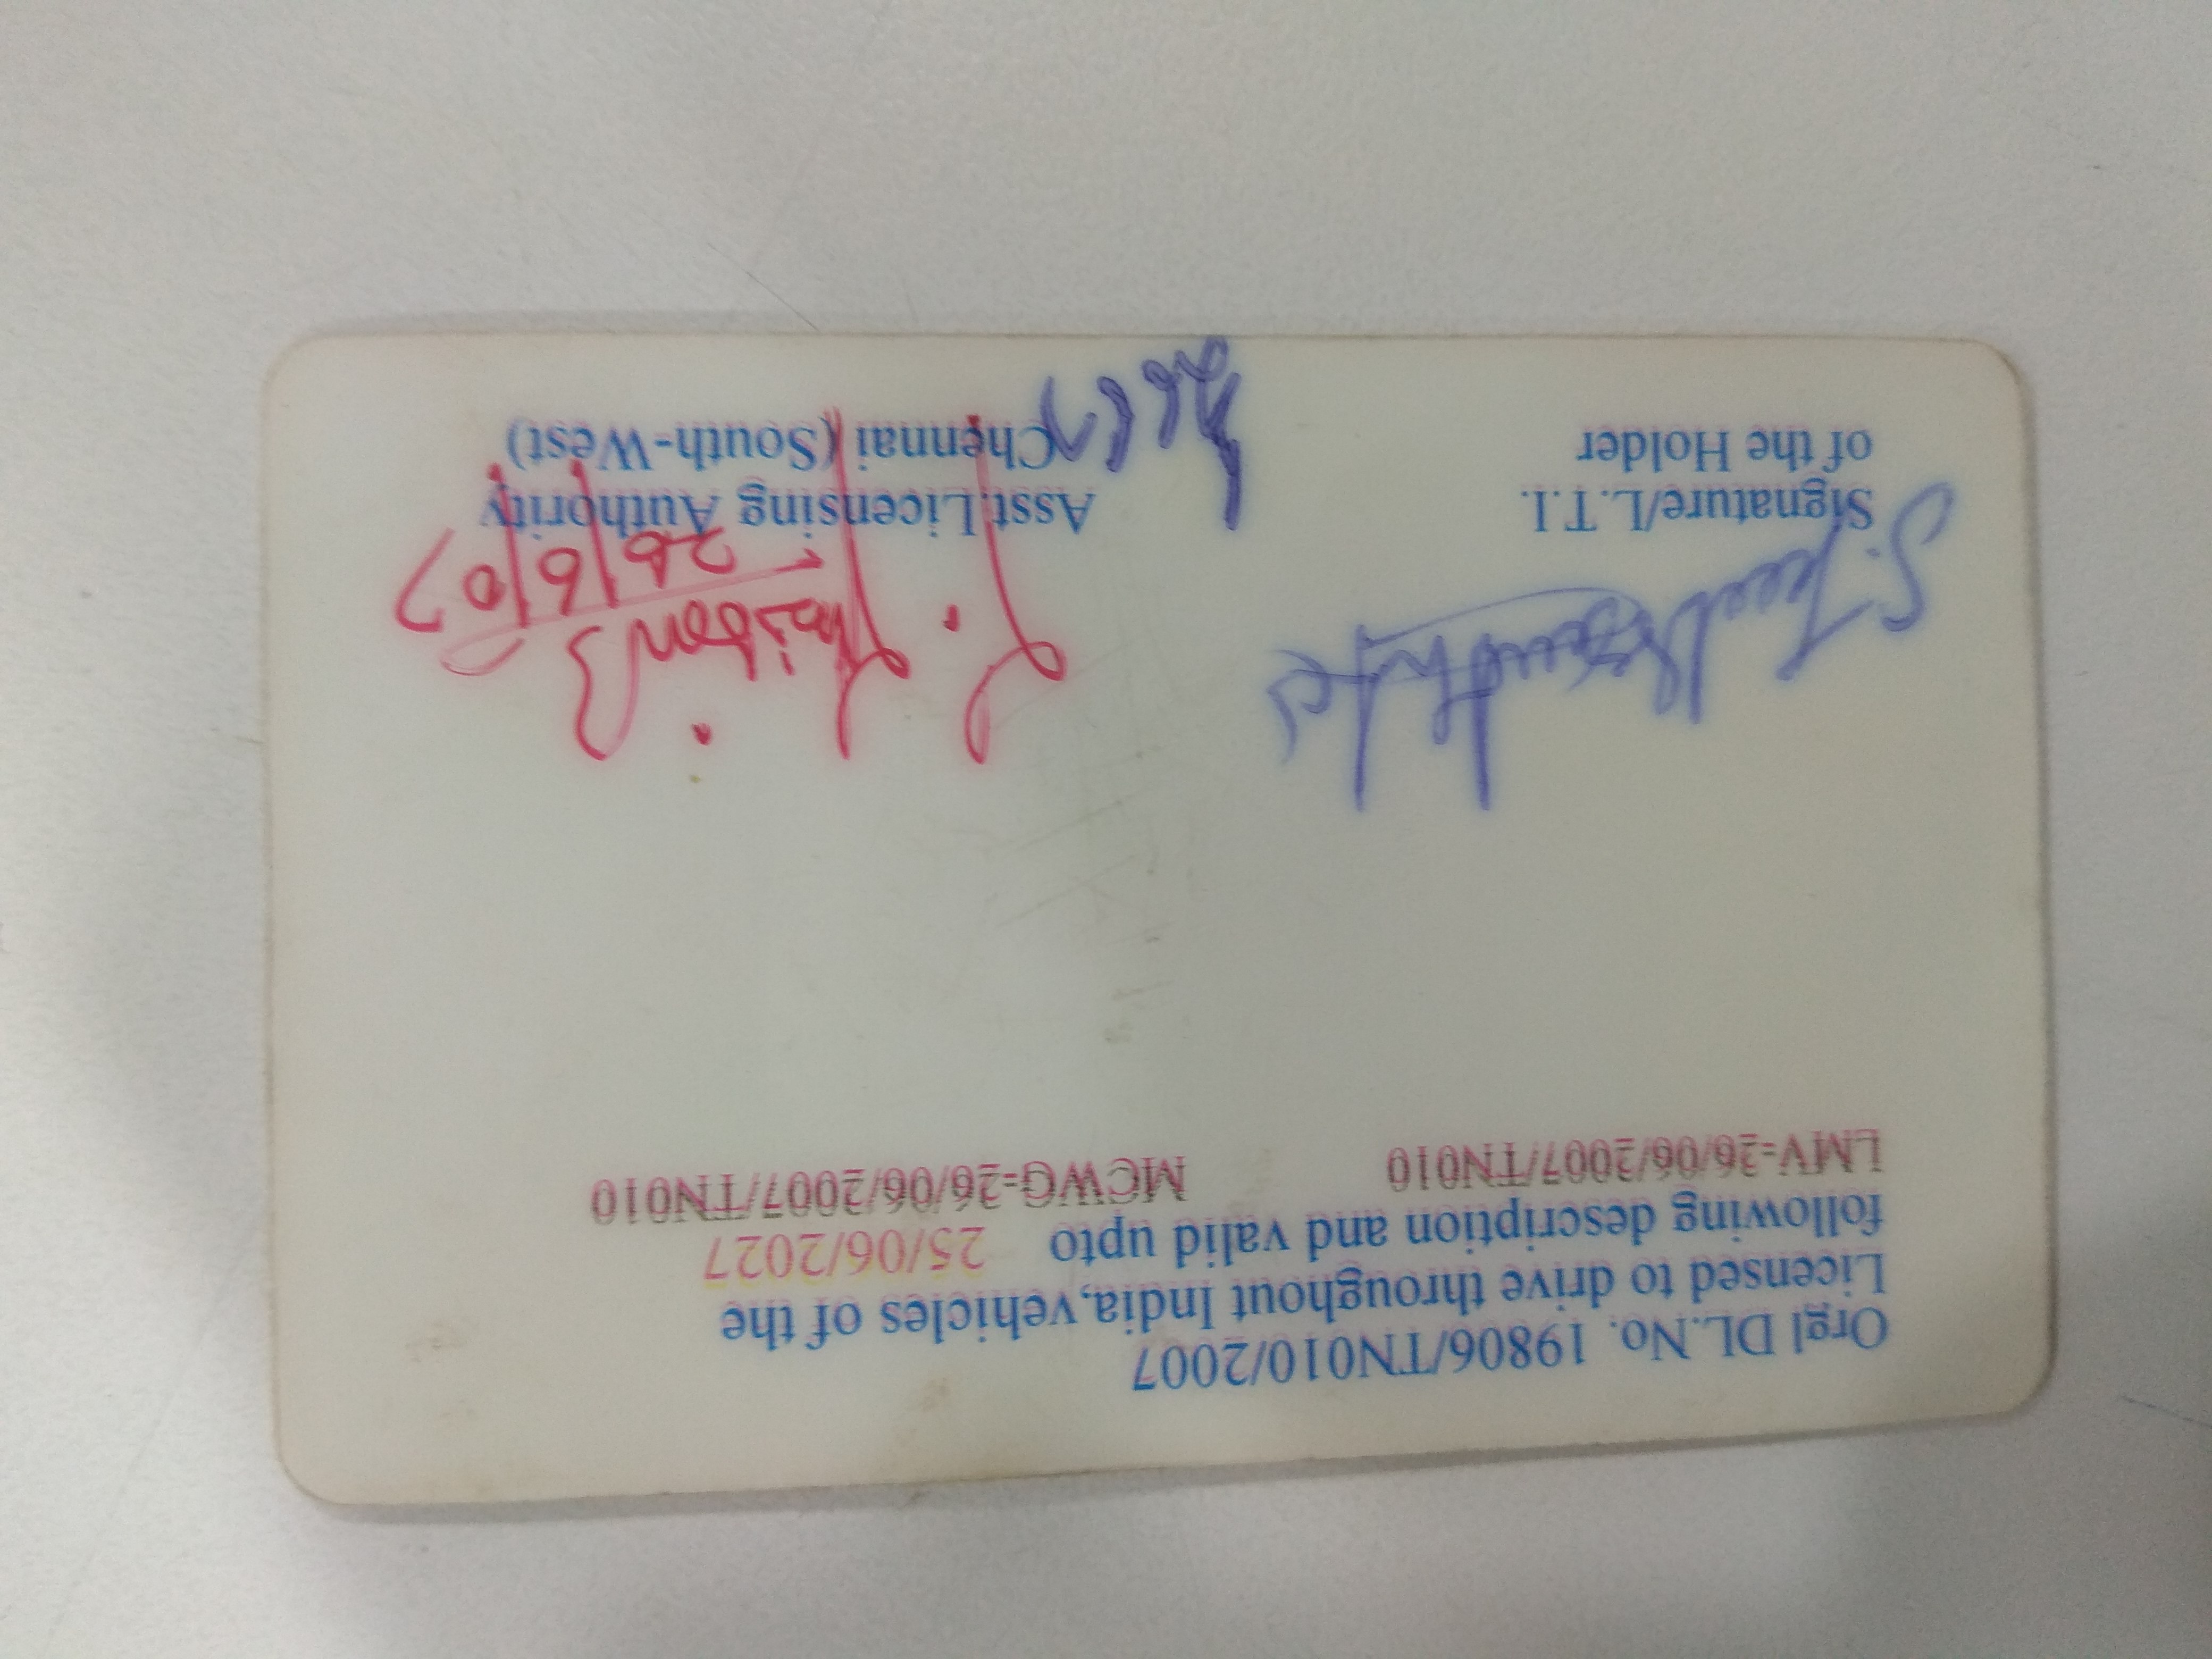 Orgl DL.No. 19806/TN010/2007
Licensed to drive throughout India,vehicles of the
following description and valid upto 25/06/2027
LMV=26/06/2007/TN010 MCWG=26/06/2007/TN010
26/6/07
Signature/L.T.I. Asst.Licensing Authority
of the Holder Chennai (South-West)